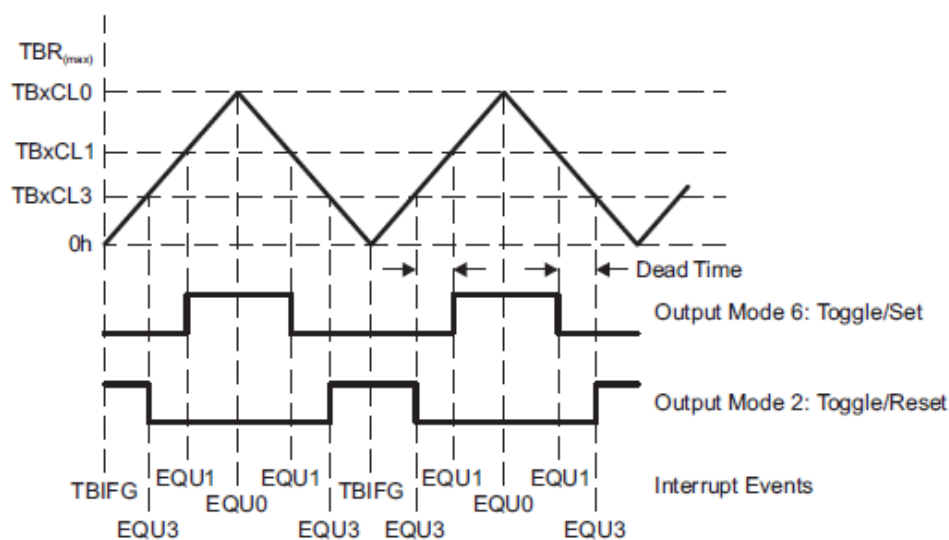 TBR(max)
TBxCL0
TBxCL1
TBxCL3
0h
Dead Time
Output Mode 6: Toggle/Set
Output Mode 2: Toggle/Reset
TBIFG EQU1 EQU1 TBIFG EQU1 EQU1 Interrupt Events
EQU0 EQU0
EQU3 EQU3 EQU3 EQU3